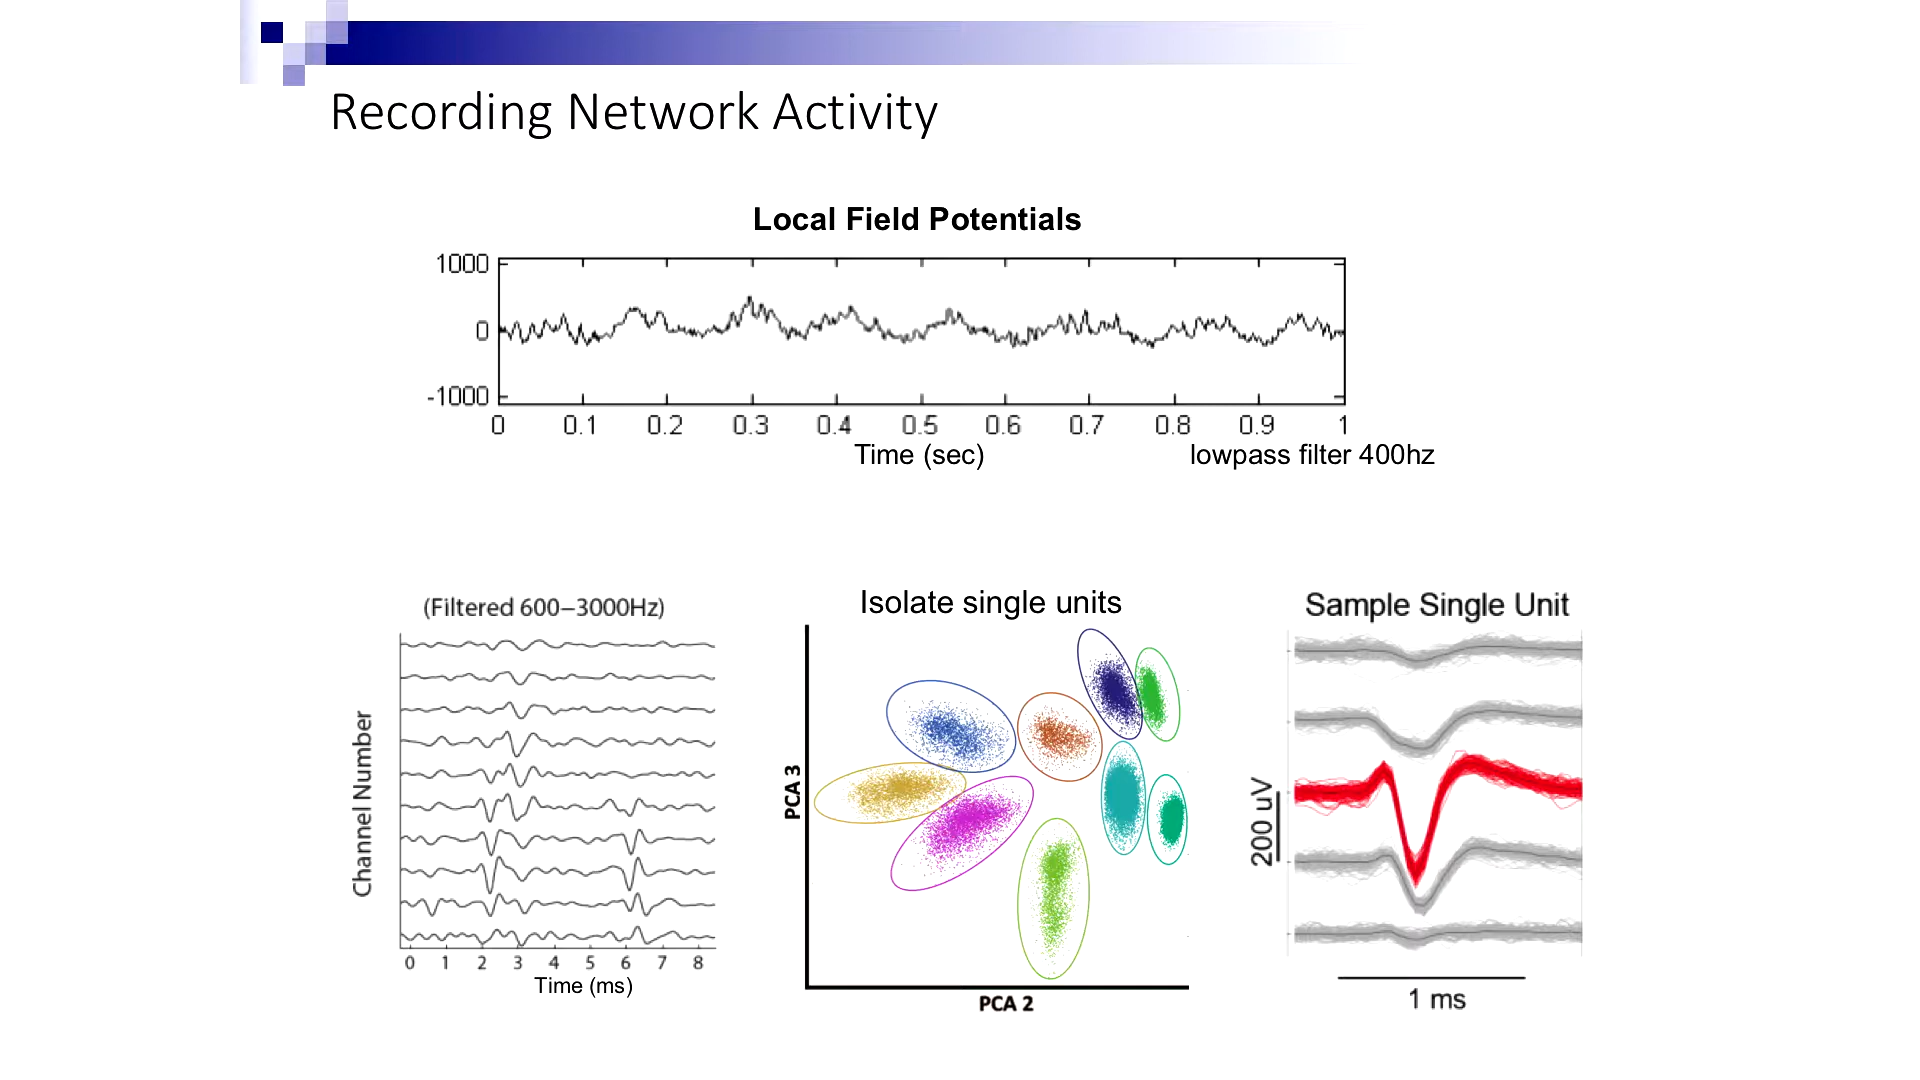 Recording Network Activity
Local Field Potentials
1000
0
-1000
0 0.1 0.2 0.3 0.4 0.5 0.6 0.7 0.8 0.9 1
Time (sec)
lowpass filter 400hz
(Filtered 600–3000Hz)
Channel Number
0 1 2 3 4 5 6 7 8
Time (ms)
Isolate single units
PCA 3
PCA 2
Sample Single Unit
200 uV
1 ms